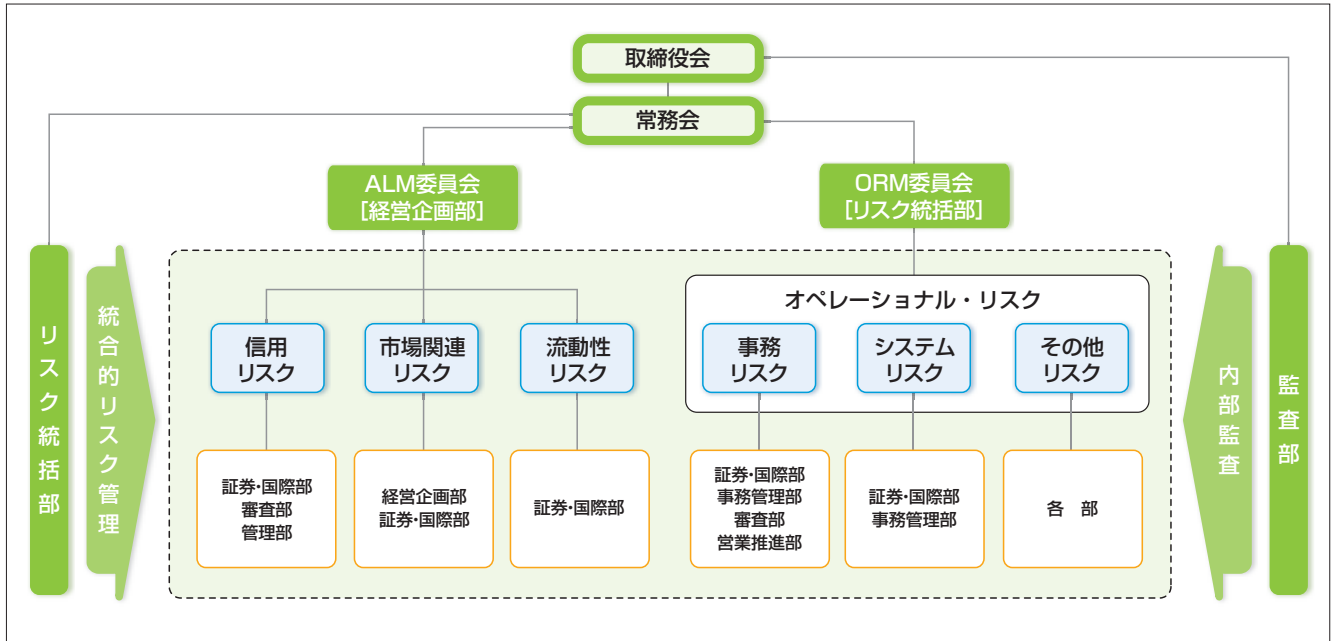 取締役会
常務会
ALM委員会
[経営企画部]
ORM委員会
[リスク統括部]
リスク統括部
統合的リスク管理
オペレーショナル・リスク
信用
リスク
市場関連
リスク
流動性
リスク
事務
リスク
システム
リスク
その他
リスク
証券・国際部
審査部
管理部
経営企画部
証券・国際部
証券・国際部
証券・国際部
事務管理部
審査部
営業推進部
証券・国際部
事務管理部
各　部
内部監査
監査部